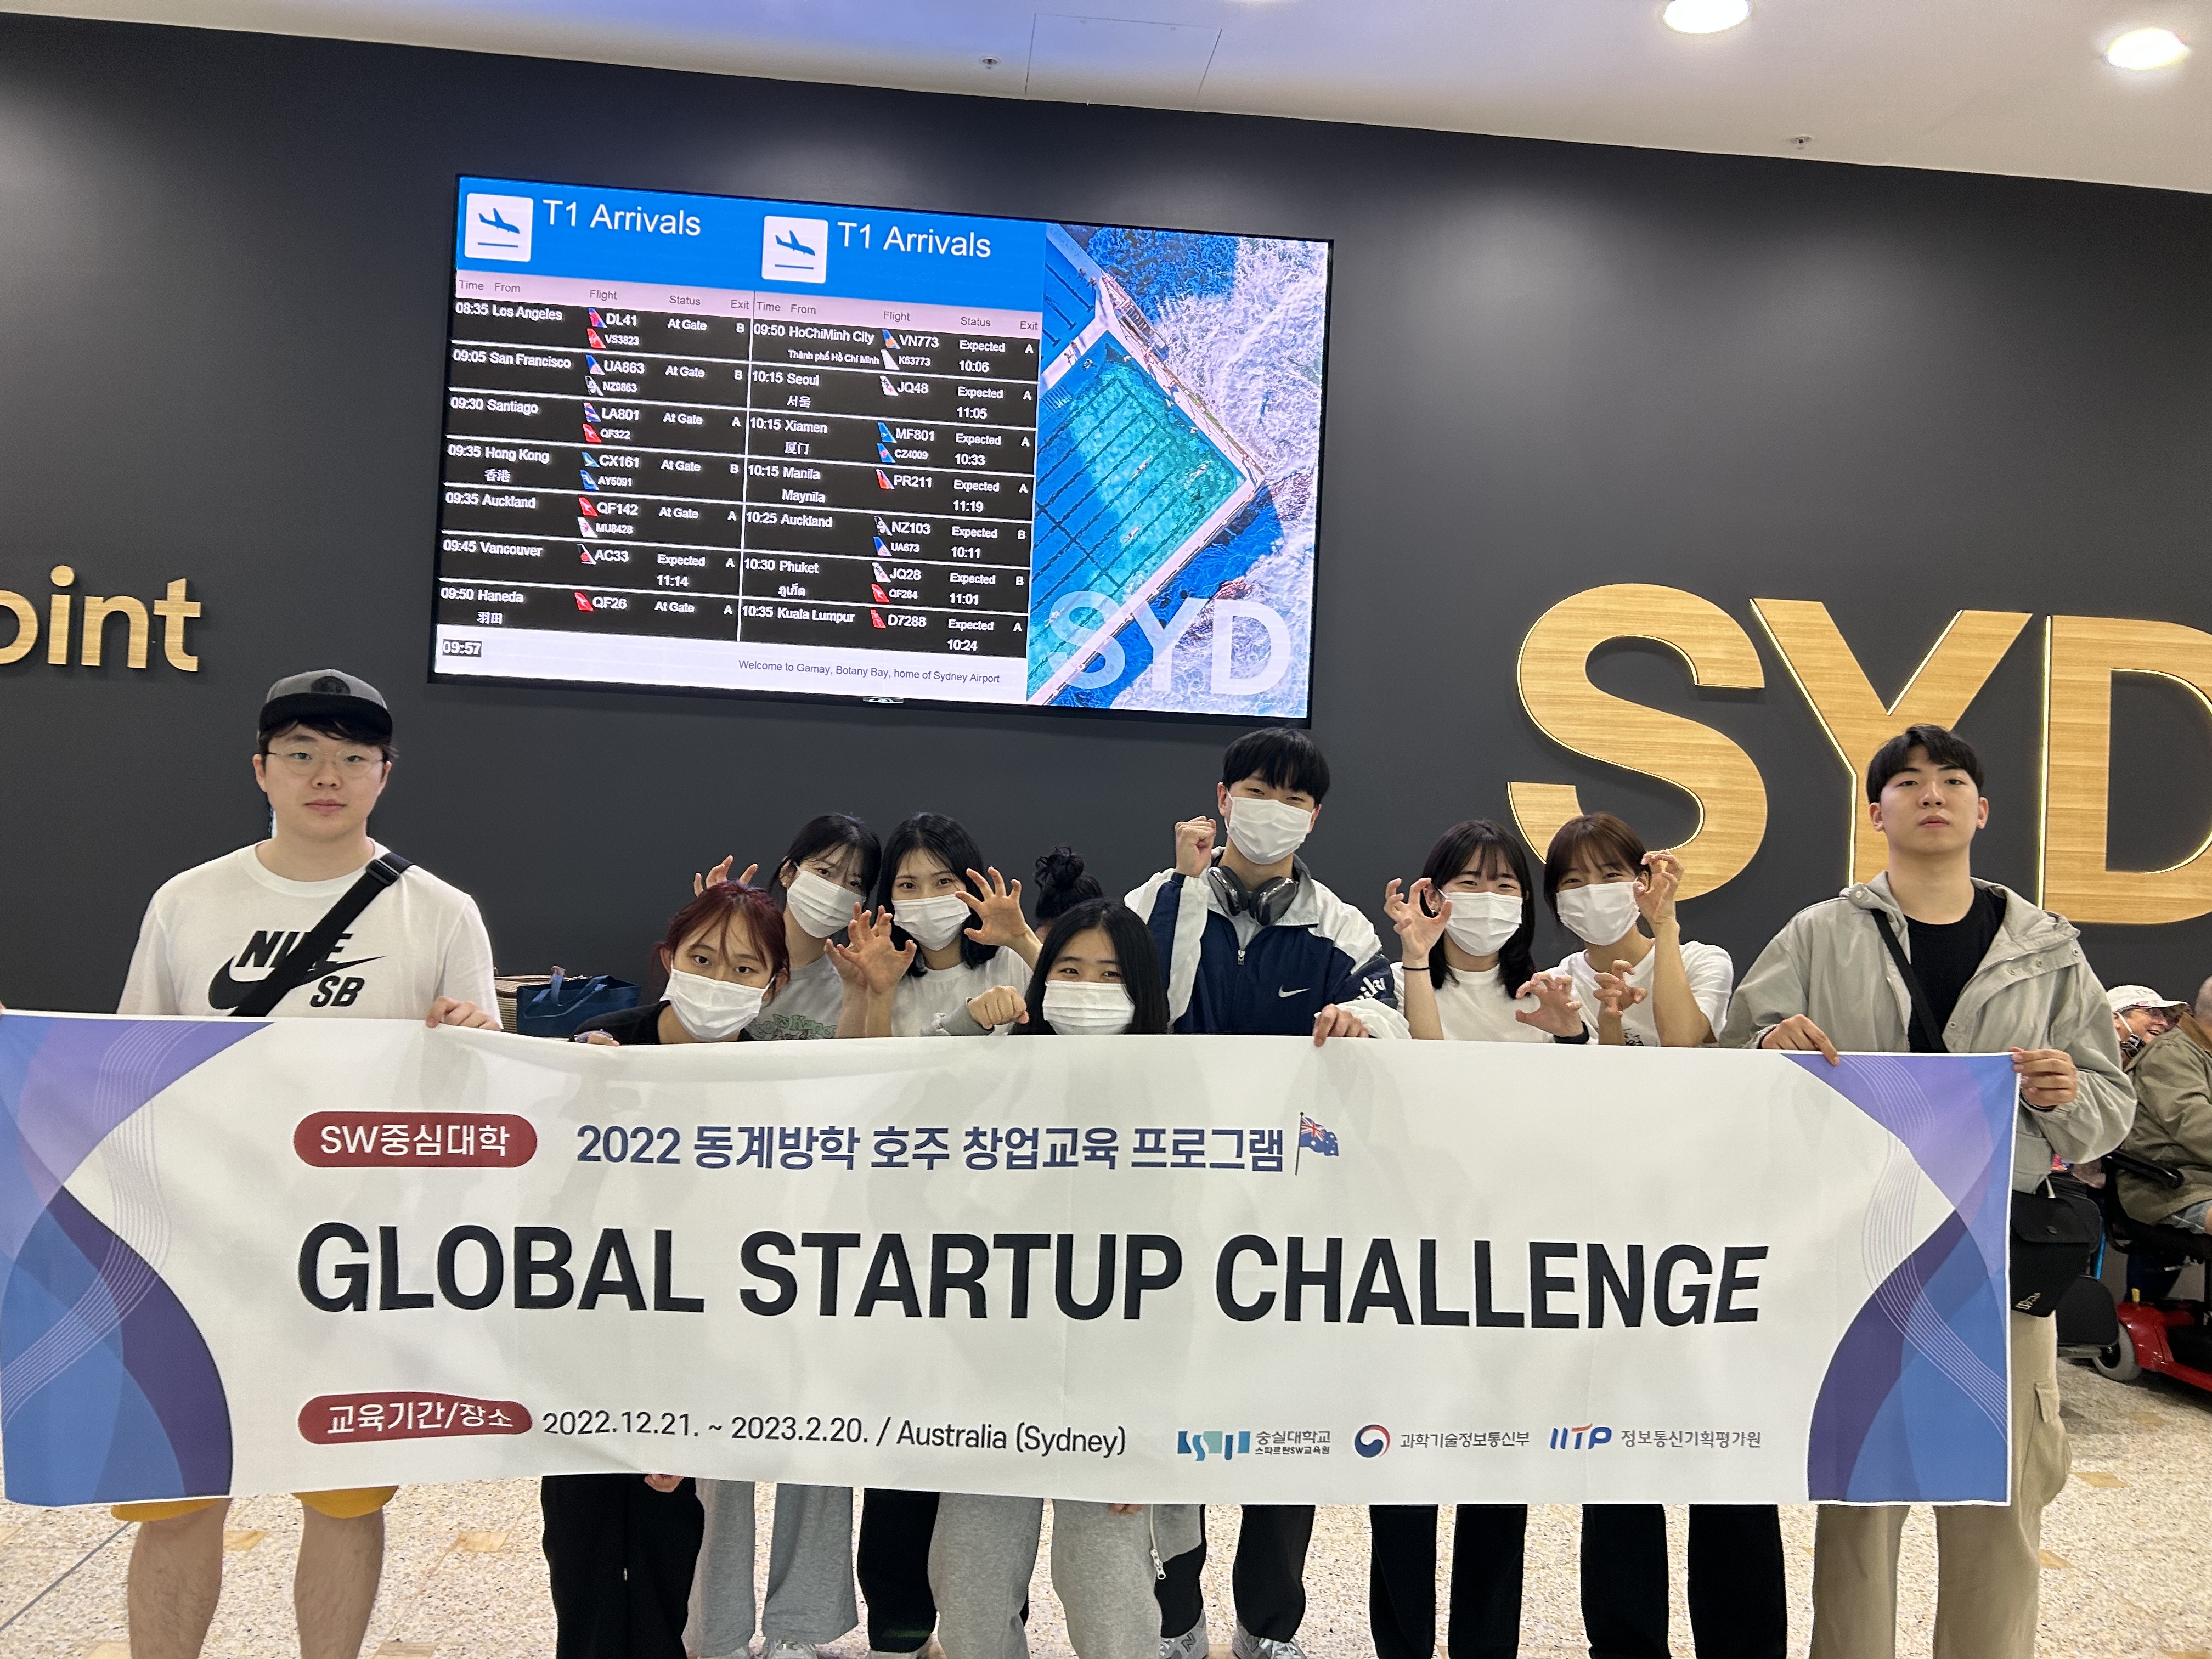 T1 Arrivals
Time From Flight Status Exit
08:35 Los Angeles DL41 At Gate B
VS3823
09:05 San Francisco UA863 At Gate B
NZ9863
09:30 Santiago LA801 At Gate A
QF322
09:35 Hong Kong CX161 At Gate B
香港 AY5091
09:35 Auckland QF142 At Gate A
MU8428
09:45 Vancouver AC33 Expected A
11:14
09:50 Haneda QF26 At Gate A
羽田
09:57
T1 Arrivals
Time From Flight Status Exit
09:50 HoChiMinh City VN773 Expected A
Thành phố Hồ Chí Minh K63773 10:06
10:15 Seoul JQ48 Expected A
서울 11:05
10:15 Xiamen MF801 Expected A
厦门 CZ4009 10:33
10:15 Manila PR211 Expected A
Maynila 11:19
10:25 Auckland NZ103 Expected B
UA673 10:11
10:30 Phuket JQ28 Expected B
ภูเก็ต QF264 11:01
10:35 Kuala Lumpur D7288 Expected A
10:24
Welcome to Gamay, Botany Bay, home of Sydney Airport
SYD
oint
SYD
NIKE
SB
SW중심대학 2022 동계방학 호주 창업교육 프로그램
GLOBAL STARTUP CHALLENGE
교육기간/장소 2022.12.21. ~ 2023.2.20. / Australia (Sydney)
숭실대학교
스파르탄SW교육원
과학기술정보통신부
IITP 정보통신기획평가원